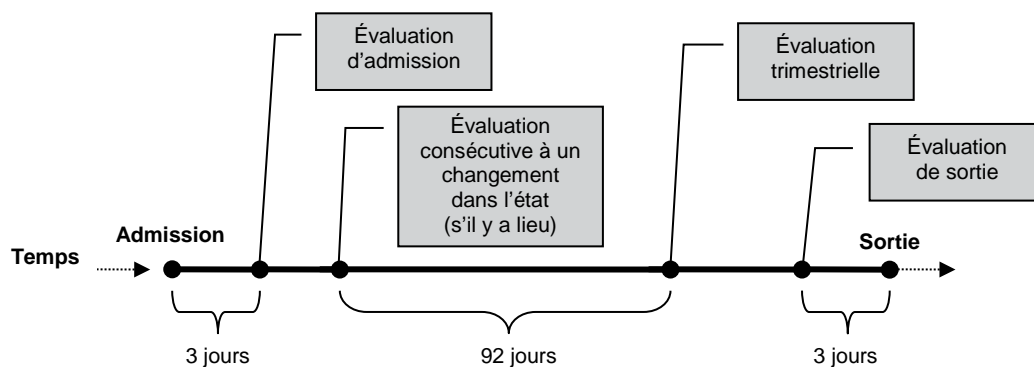 Évaluation
d’admission
Évaluation
trimestrielle
Évaluation
consécutive à un
changement
dans l’état
(s’il y a lieu)
Évaluation
de sortie
Temps
Admission
Sortie
3 jours
92 jours
3 jours